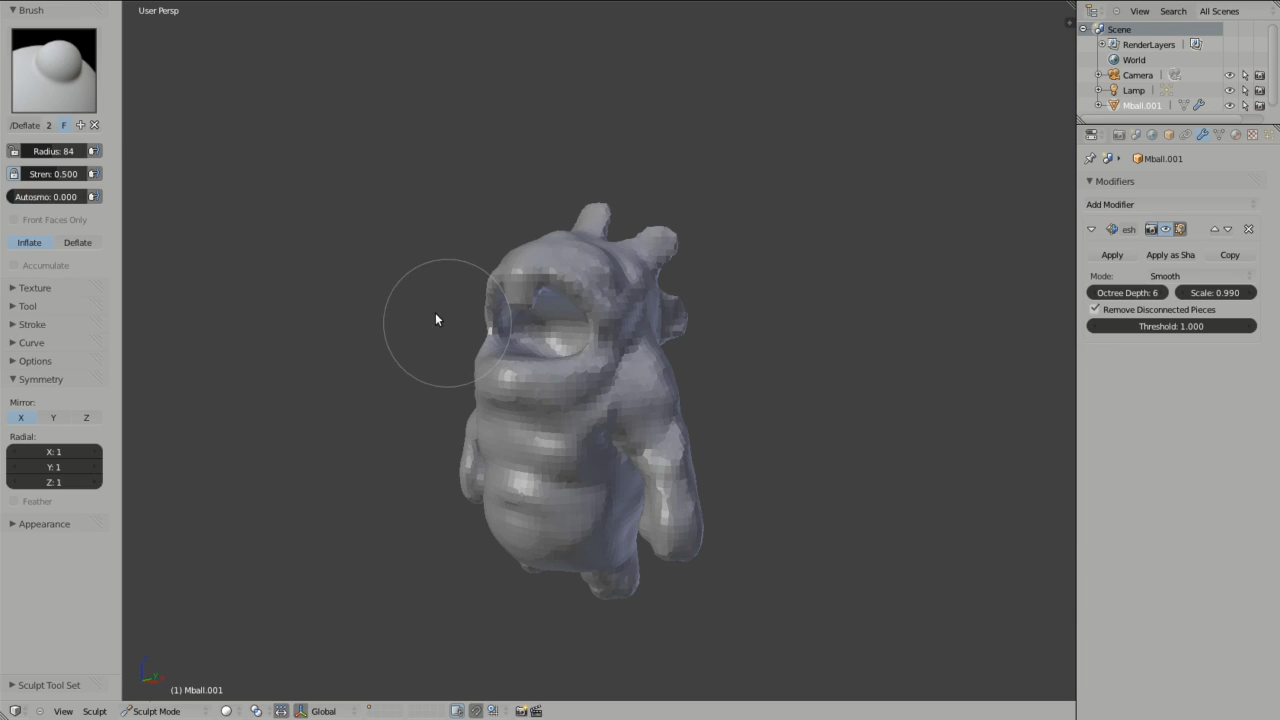 Brush
/Deflate 2 F
Radius: 84
Stren: 0.500
Autosmo: 0.000
Front Faces Only
Inflate Deflate
Accumulate
Texture
Tool
Stroke
Curve
Options
Symmetry
Mirror:
X Y Z
Radial:
X: 1
Y: 1
Z: 1
Feather
Appearance
Sculpt Tool Set
User Persp
(1) Mball.001
View Sculpt Sculpt Mode Global
View Search All Scenes
Scene
RenderLayers
World
Camera
Lamp
Mball.001
Mball.001
Modifiers
Add Modifier
esh
Apply Apply as Sha Copy
Mode: Smooth
Octree Depth: 6 Scale: 0.990
Remove Disconnected Pieces
Threshold: 1.000